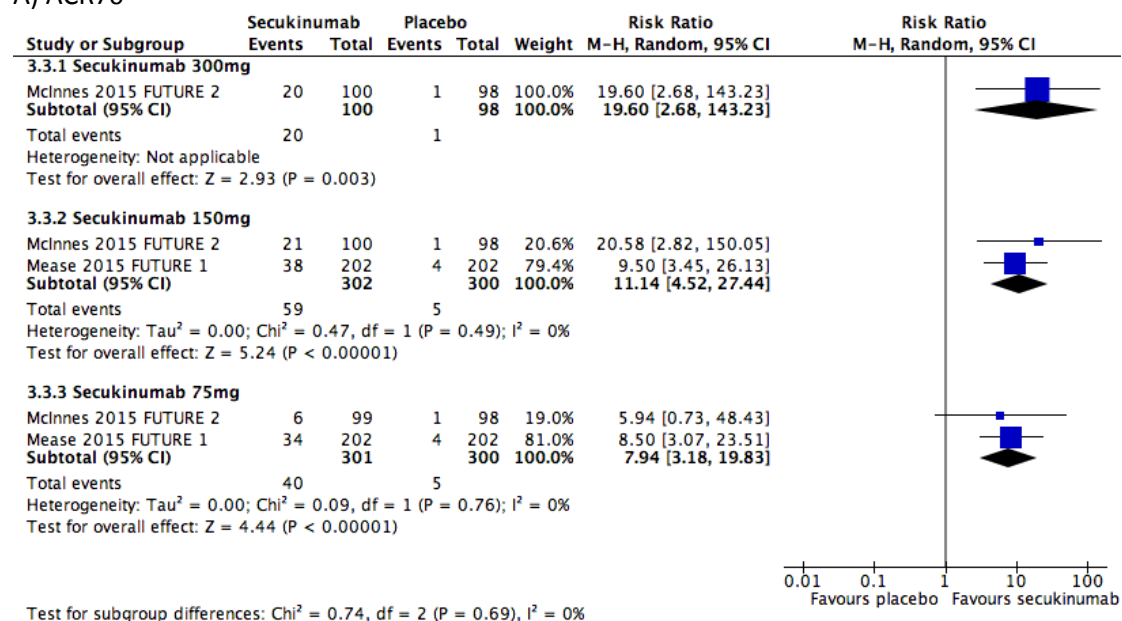 A) ACR70
Secukinumab Placebo Risk Ratio Risk Ratio
Study or Subgroup Events Total Events Total Weight M-H, Random, 95% CI M-H, Random, 95% CI
3.3.1 Secukinumab 300mg
McInnes 2015 FUTURE 2 20 100 1 98 100.0% 19.60 [2.68, 143.23]
Subtotal (95% CI) 100 98 100.0% 19.60 [2.68, 143.23]
Total events 20 1
Heterogeneity: Not applicable
Test for overall effect: Z = 2.93 (P = 0.003)
3.3.2 Secukinumab 150mg
McInnes 2015 FUTURE 2 21 100 1 98 20.6% 20.58 [2.82, 150.05]
Mease 2015 FUTURE 1 38 202 4 202 79.4% 9.50 [3.45, 26.13]
Subtotal (95% CI) 302 300 100.0% 11.14 [4.52, 27.44]
Total events 59 5
Heterogeneity: Tau² = 0.00; Chi² = 0.47, df = 1 (P = 0.49); I² = 0%
Test for overall effect: Z = 5.24 (P < 0.00001)
3.3.3 Secukinumab 75mg
McInnes 2015 FUTURE 2 6 99 1 98 19.0% 5.94 [0.73, 48.43]
Mease 2015 FUTURE 1 34 202 4 202 81.0% 8.50 [3.07, 23.51]
Subtotal (95% CI) 301 300 100.0% 7.94 [3.18, 19.83]
Total events 40 5
Heterogeneity: Tau² = 0.00; Chi² = 0.09, df = 1 (P = 0.76); I² = 0%
Test for overall effect: Z = 4.44 (P < 0.00001)
0.01 0.1 1 10 100
Favours placebo Favours secukinumab
Test for subgroup differences: Chi² = 0.74, df = 2 (P = 0.69), I² = 0%